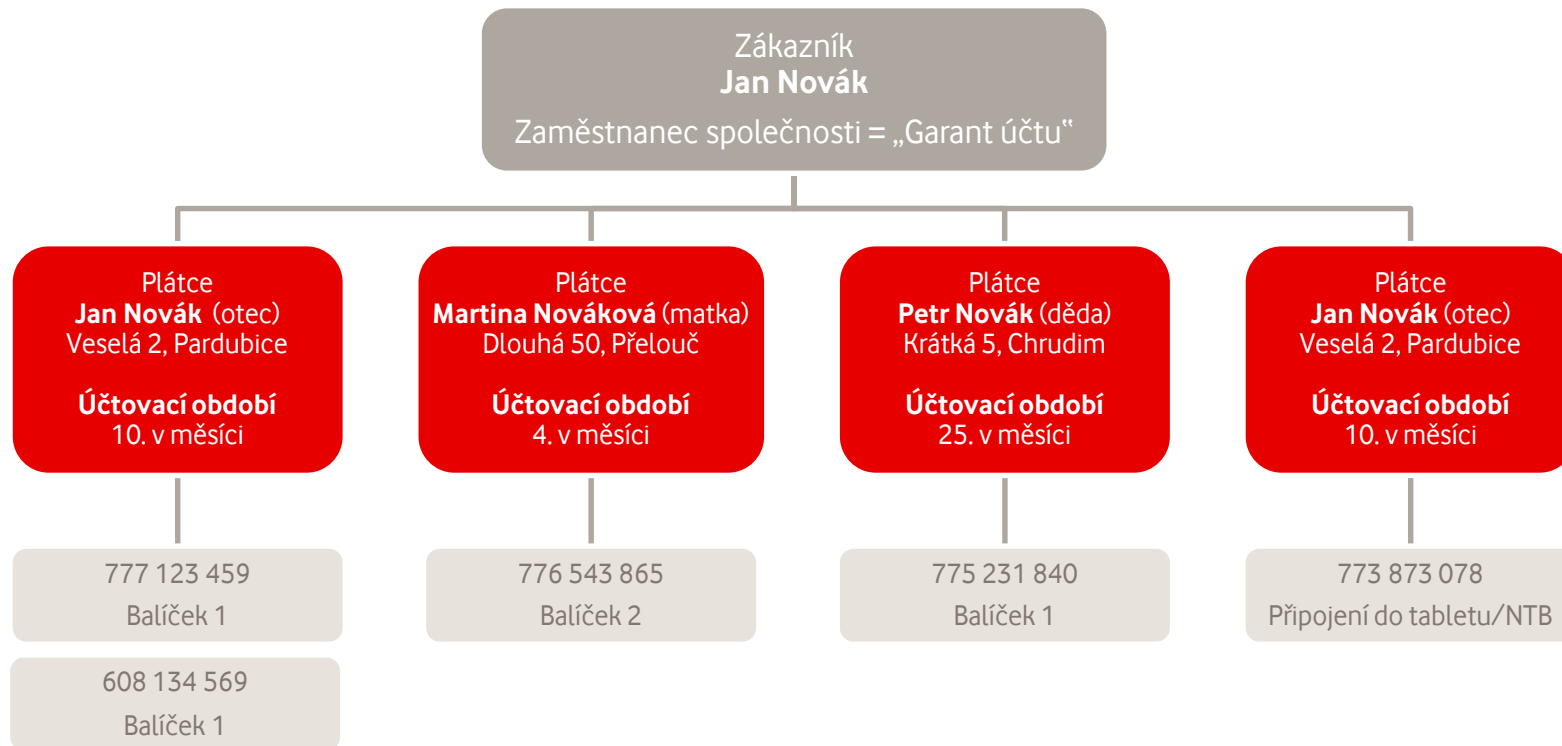 Zákazník
Jan Novák
Zaměstnanec společnosti = „Garant účtu“
Plátce
Jan Novák (otec)
Veselá 2, Pardubice
Účtovací období
10. v měsíci
777 123 459
Balíček 1
608 134 569
Balíček 1
Plátce
Martina Nováková (matka)
Dlouhá 50, Přelouč
Účtovací období
4. v měsíci
776 543 865
Balíček 2
Plátce
Petr Novák (děda)
Krátká 5, Chrudim
Účtovací období
25. v měsíci
775 231 840
Balíček 1
Plátce
Jan Novák (otec)
Veselá 2, Pardubice
Účtovací období
10. v měsíci
773 873 078
Připojení do tabletu/NTB